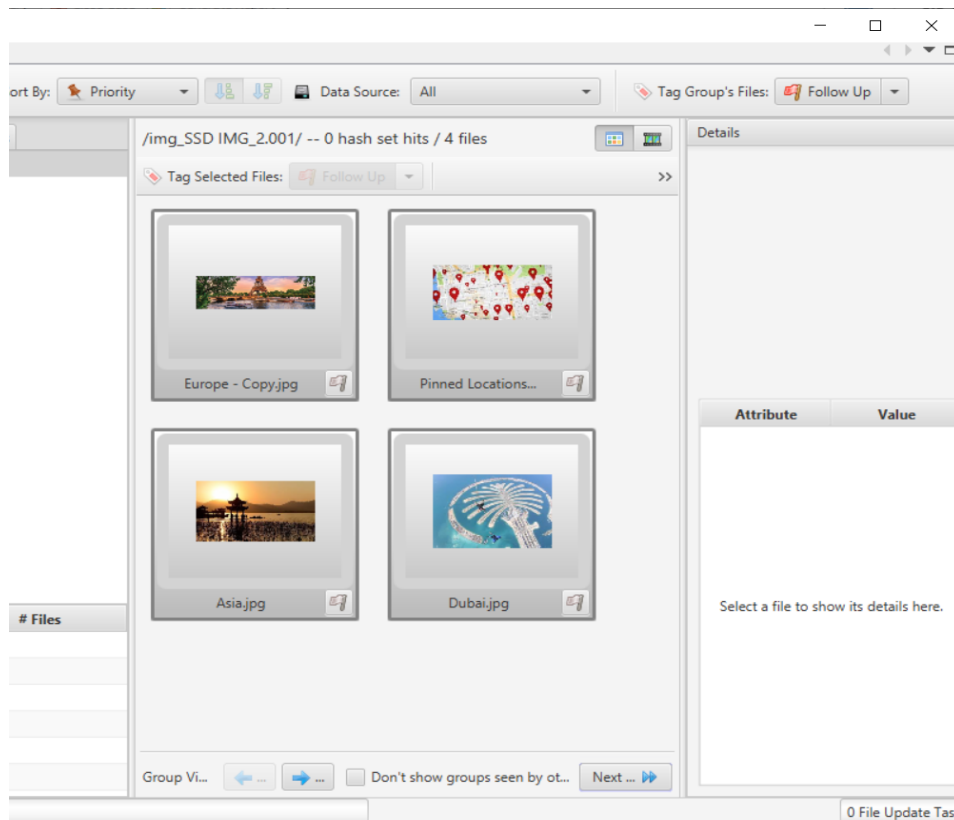 ort By: Priority Data Source: All Tag Group's Files: Follow Up
/img_SSD IMG_2.001/ -- 0 hash set hits / 4 files
Details
Tag Selected Files: Follow Up >>
Europe - Copy.jpg
Pinned Locations...
Attribute Value
Asia.jpg
Dubai.jpg
Select a file to show its details here.
# Files
Group Vi... ... ... Don't show groups seen by ot... Next ...
0 File Update Tas